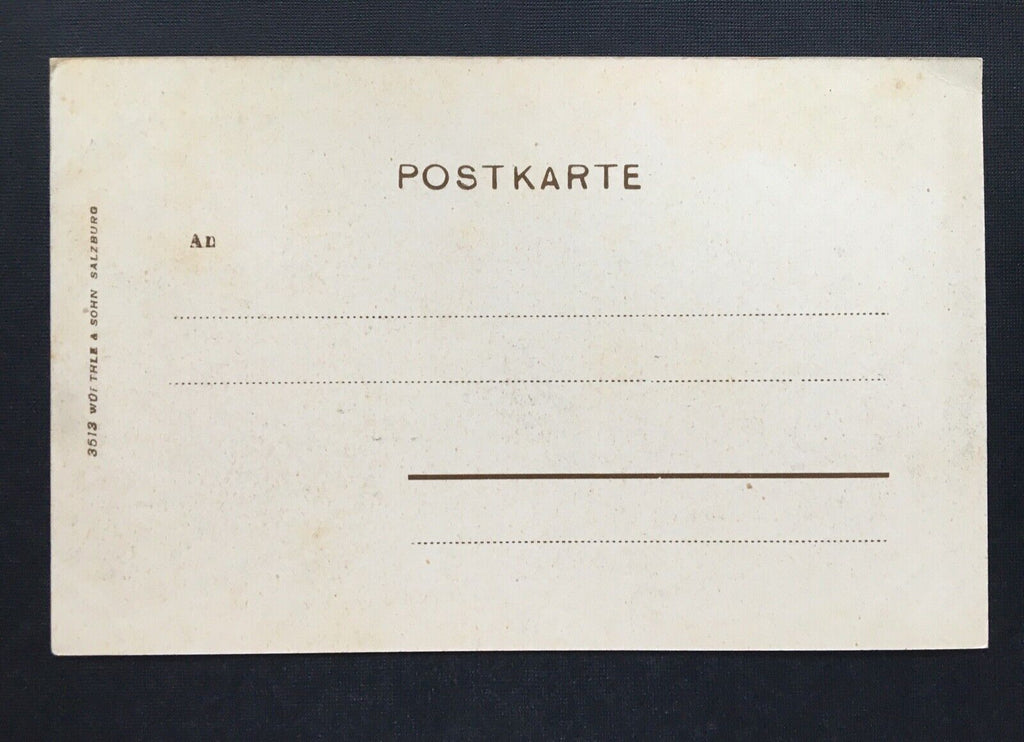 POSTKARTE
An
3513 WÜRTHLE & SOHN SALZBURG